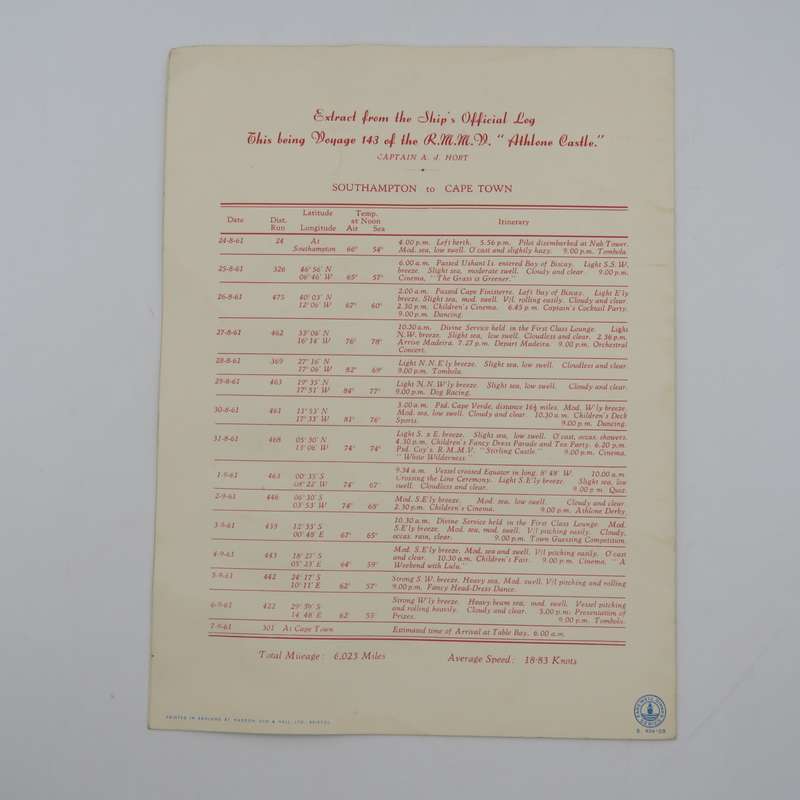 Extract from the Ship's Official Log
This being Voyage 143 of the R.M.M.V. "Athlone Castle."
CAPTAIN A. J. HORT
SOUTHAMPTON to CAPE TOWN
Date Dist. Run Latitude Longitude Temp. at Noon Air Sea Itinerary
24-8-61 24 At Southampton 66° 54° 4.00 p.m. Left berth. 5.56 p.m. Pilot disembarked at Nab Tower.
Mod. sea, low swell. O'cast and slightly hazy. 9.00 p.m. Tombola.
25-8-61 326 46° 56' N 06° 46' W 65° 57° 6.00 a.m. Passed Ushant Is. entered Bay of Biscay. Light S.S.W.
breeze. Slight sea, moderate swell. Cloudy and clear. 9.00 p.m.
Cinema, "The Grass is Greener."
26-8-61 475 40° 03' N 12° 06' W 67° 60° 2.00 a.m. Passed Cape Finisterre. Left Bay of Biscay. Light E'ly
breeze. Slight sea, mod. swell. V/l rolling easily. Cloudy and clear.
2.30 p.m. Children's Cinema. 6.45 p.m. Captain's Cocktail Party.
9.00 p.m. Dancing.
27-8-61 462 33° 06' N 16° 14' W 76° 78° 10.30 a.m. Divine Service held in the First Class Lounge. Light
N.W. breeze. Slight sea, low swell. Cloudless and clear. 2.36 p.m.
Arrive Madeira. 7.27 p.m. Depart Madeira. 9.00 p.m. Orchestral
Concert.
28-8-61 369 27° 16' N 17° 06' W 82° 69° Light N.N.E'ly breeze. Slight sea, low swell. Cloudless and clear.
9.00 p.m. Tombola.
29-8-61 463 19° 35' N 17° 51' W 84° 77° Light N.N.W'ly breeze. Slight sea, low swell. Cloudy and clear.
9.00 p.m. Dog Racing.
30-8-61 461 11° 53' N 17° 33' W 81° 76° 3.00 a.m. Psd. Cape Verde, distance 16½ miles. Mod. W'ly breeze.
Mod. sea, low swell. Cloudy and clear. 10.30 a.m. Children's Deck
Sports. 9.00 p.m. Dancing.
31-8-61 468 05° 30' N 13° 06' W 74° 74° Light S. x E. breeze. Slight sea, low swell. O'cast, occas. showers.
4.30 p.m. Children's Fancy Dress Parade and Tea Party. 6.20 p.m.
Psd. Coy's. R.M.M.V. "Stirling Castle." 9.00 p.m. Cinema,
"White Wilderness."
1-9-61 463 00° 35' S 08° 22' W 74° 67° 9.34 a.m. Vessel crossed Equator in long. 8° 48' W. 10.00 a.m.
Crossing the Line Ceremony. Light S.E'ly breeze. Slight sea, low
swell. Cloudless and clear. 9.00 p.m. Quiz.
2-9-61 446 06° 30' S 03° 53' W 74° 68° Mod. S.E'ly breeze. Mod. sea, low swell. Cloudy and clear.
2.30 p.m. Children's Cinema. 9.00 p.m. Athlone Derby.
3-9-61 12° 35' S 00° 48' E 67° 65° 10.30 a.m. Divine Service held in the First Class Lounge. Mod.
S.E'ly breeze. Mod. sea, mod. swell. V/l pitching easily. Cloudy,
occas. rain, clear. 9.00 p.m. Town Guessing Competition.
4-9-61 443 18° 27' S 05° 23' E 64° 59° Mod. S.E'ly breeze. Mod. sea and swell. V/l pitching easily. O'cast
and clear. 10.30 a.m. Children's Fair. 9.00 p.m. Cinema. "A
Weekend with Lulu."
5-9-61 442 24° 17' S 10° 11' E 62° 57° Strong S.W. breeze. Heavy sea, Mod. swell. V/l pitching and rolling
9.00 p.m. Fancy Head-Dress Dance.
6-9-61 422 29° 59' S 14° 48' E 62 55 Strong W'ly breeze. Heavy beam sea, mod. swell. Vessel pitching
and rolling heavily. Cloudy and clear. 5.00 p.m. Presentation of
Prizes. 9.00 p.m. Tombola.
7-9-61 301 At Cape Town Estimated time of Arrival at Table Bay, 6.00 a.m.
Total Mileage: 6,023 Miles Average Speed: 18·83 Knots
PRINTED IN ENGLAND AT MARDON, SON & HALL, LTD., BRISTOL